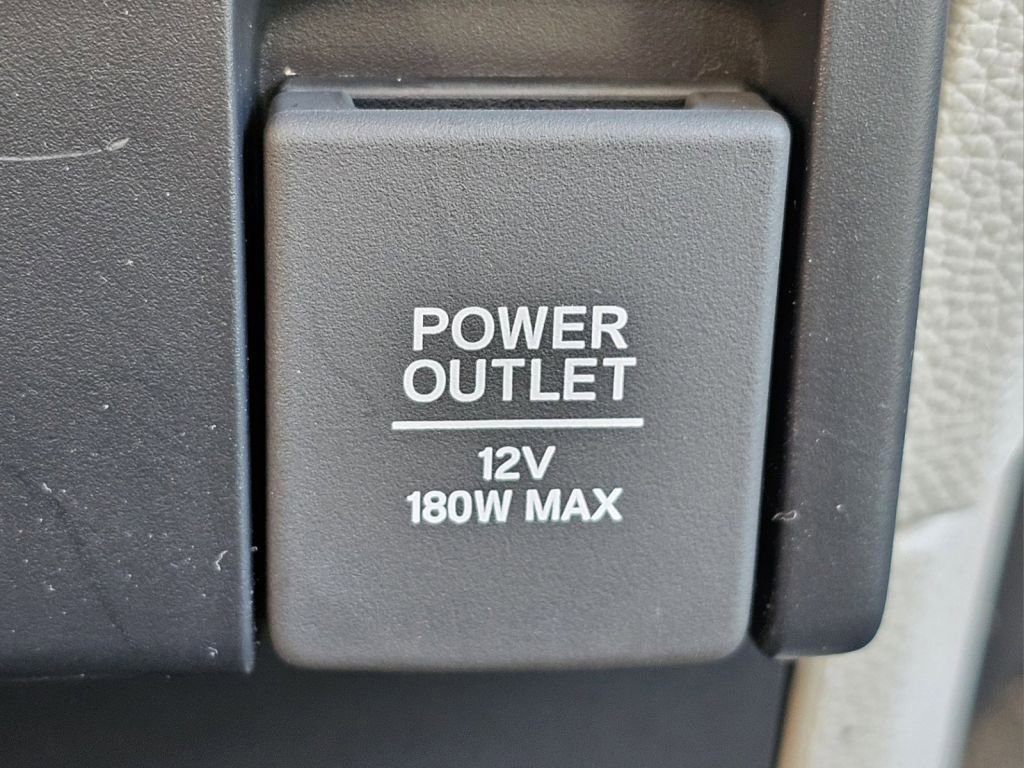 POWER
OUTLET
12V
180W MAX